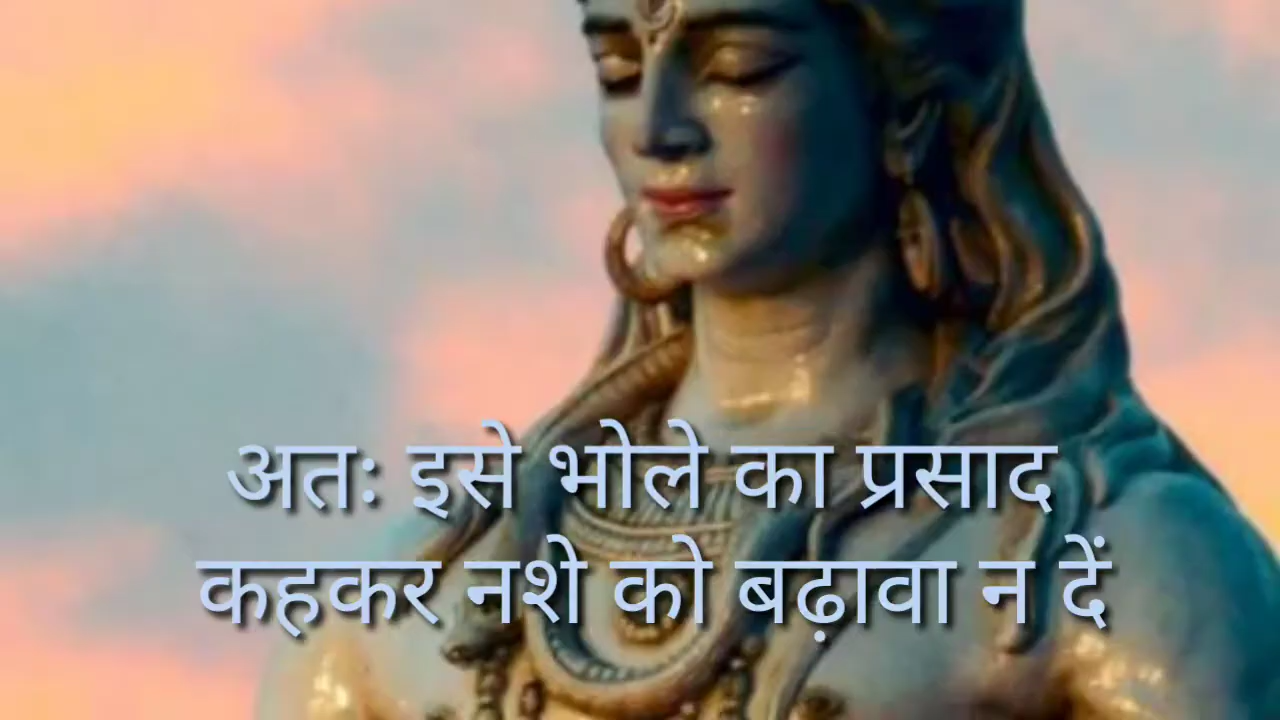 अतः इसे भोले का प्रसाद
कहकर नशे को बढ़ावा न दें